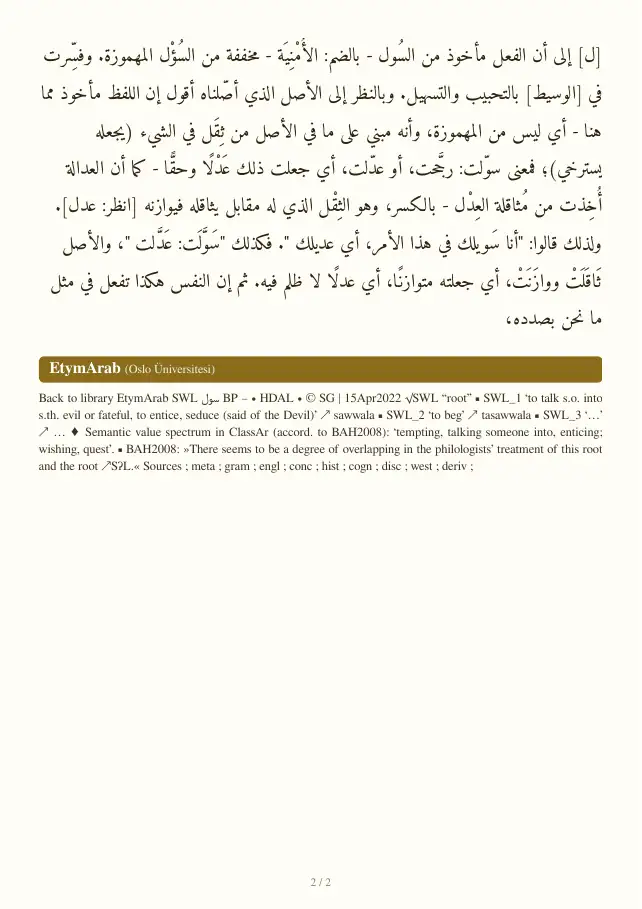 [ل] إلى أن الفعل مأخوذ من السُول - بالضم: الأُمْنِيَة - مخففة من السُؤْل المهموزة. وفسِّرت
في [الوسيط] بالتحبيب والتسهيل. وبالنظر إلى الأصل الذي أصّلناه أقول إن اللفظ مأخوذ مما
هنا - أي ليس من المهموزة، وأنه مبني على ما في الأصل من ثِقَل في الشيء (يجعله
يسترخي)؛ فمعنى سوّلت: رجَّحت، أو عدّلت، أي جعلت ذلك عَدْلًا وحقًّا - كما أن العدالة
أُخِذت من مُثاقلة العِدْل - بالكسر، وهو الثِقْل الذي له مقابل يثاقله فيوازنه [انظر: عدل].
ولذلك قالوا: "أنا سَويلك في هذا الأمر، أي عديلك ". فكذلك "سَوَّلَت: عَدَّلت "، والأصل
ثَاقَلَتْ ووازَنَتْ، أي جعلته متوازنًا، أي عدلًا لا ظلم فيه. ثم إن النفس هكذا تفعل في مثل
ما نحن بصدده،
EtymArab (Oslo Üniversitesi)
Back to library EtymArab SWL سول BP – • HDAL • © SG | 15Apr2022 √SWL “root” ▪ SWL_1 ‘to talk s.o. into
s.th. evil or fateful, to entice, seduce (said of the Devil)’ ↗ sawwala ▪ SWL_2 ‘to beg’ ↗ tasawwala ▪ SWL_3 ‘…’
↗ … ♦ Semantic value spectrum in ClassAr (accord. to BAH2008): ‘tempting, talking someone into, enticing;
wishing, quest’. ▪ BAH2008: »There seems to be a degree of overlapping in the philologists’ treatment of this root
and the root ↗SʔL.« Sources ; meta ; gram ; engl ; conc ; hist ; cogn ; disc ; west ; deriv ;
2 / 2